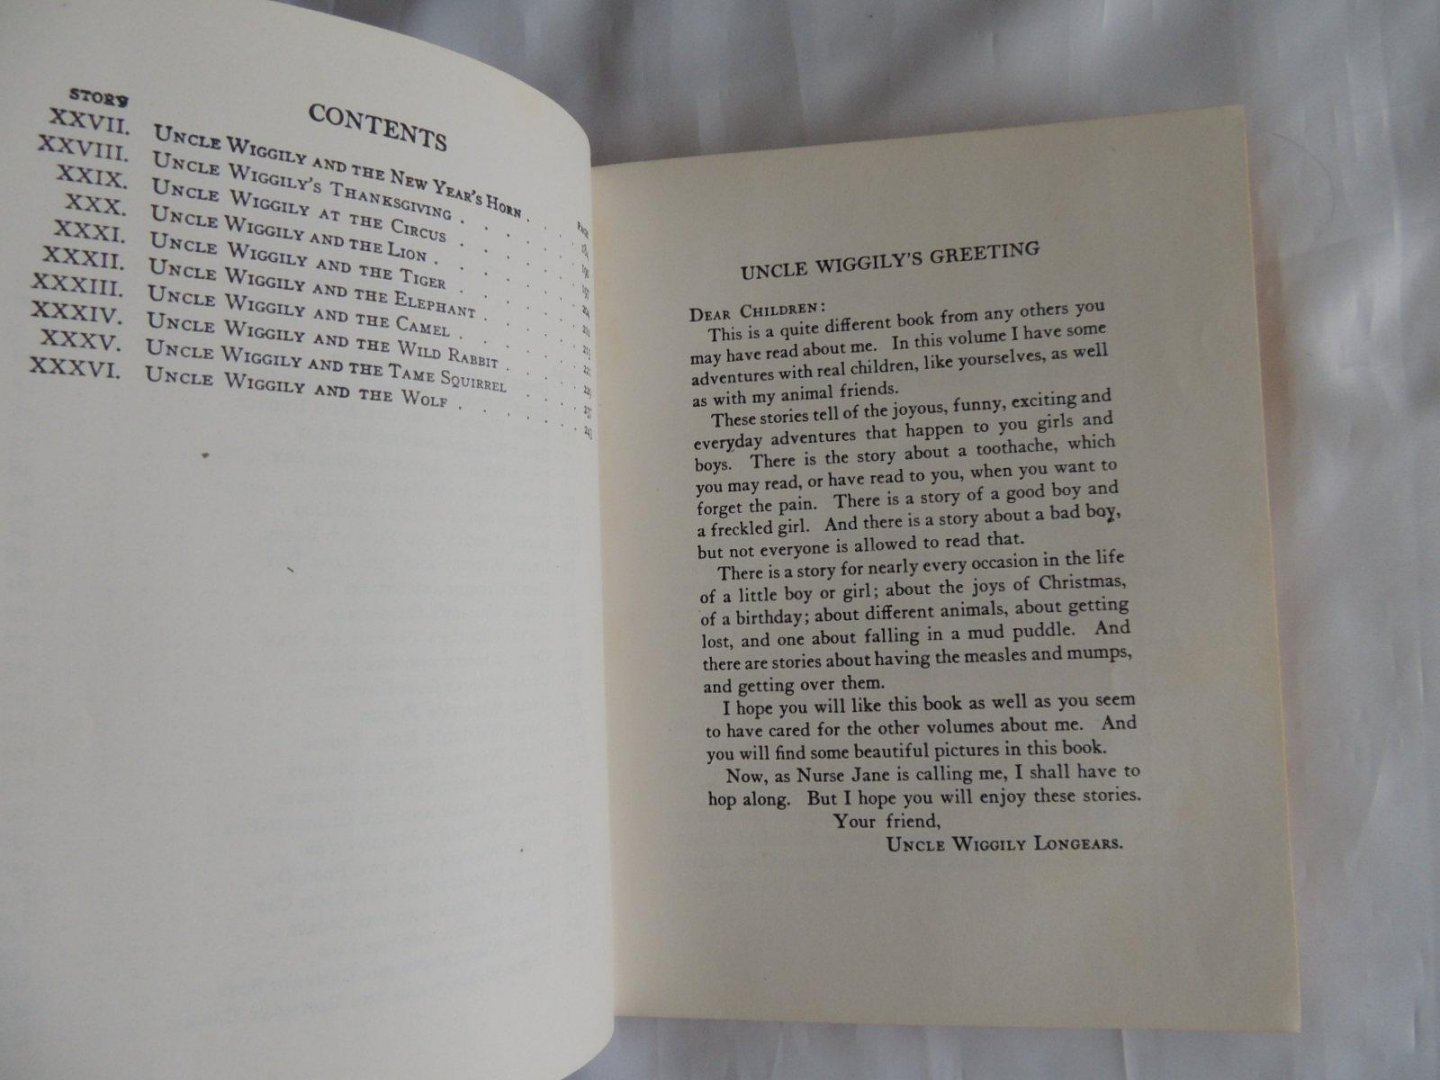 CONTENTS
STORY
PAGE
XXVII. UNCLE WIGGILY AND THE NEW YEAR'S HORN . . . 183
XXVIII. UNCLE WIGGILY'S THANKSGIVING . . . . . . 190
XXIX. UNCLE WIGGILY AT THE CIRCUS . . . . . . 197
XXX. UNCLE WIGGILY AND THE LION . . . . . . 204
XXXI. UNCLE WIGGILY AND THE TIGER . . . . . .
XXXII. UNCLE WIGGILY AND THE ELEPHANT . . . . .
XXXIII. UNCLE WIGGILY AND THE CAMEL . . . . . .
XXXIV. UNCLE WIGGILY AND THE WILD RABBIT . . . .
XXXV. UNCLE WIGGILY AND THE TAME SQUIRREL . . . 237
XXXVI. UNCLE WIGGILY AND THE WOLF . . . . . . 243
UNCLE WIGGILY'S GREETING
DEAR CHILDREN:
This is a quite different book from any others you
may have read about me. In this volume I have some
adventures with real children, like yourselves, as well
as with my animal friends.
These stories tell of the joyous, funny, exciting and
everyday adventures that happen to you girls and
boys. There is the story about a toothache, which
you may read, or have read to you, when you want to
forget the pain. There is a story of a good boy and
a freckled girl. And there is a story about a bad boy,
but not everyone is allowed to read that.
There is a story for nearly every occasion in the life
of a little boy or girl; about the joys of Christmas,
of a birthday; about different animals, about getting
lost, and one about falling in a mud puddle. And
there are stories about having the measles and mumps,
and getting over them.
I hope you will like this book as well as you seem
to have cared for the other volumes about me. And
you will find some beautiful pictures in this book.
Now, as Nurse Jane is calling me, I shall have to
hop along. But I hope you will enjoy these stories.
Your friend,
UNCLE WIGGILY LONGEARS.